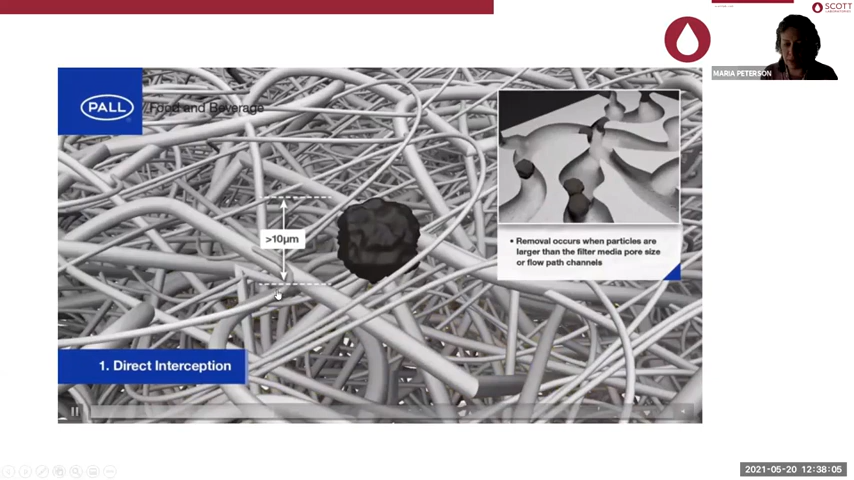 SCOTT
LABORATORIES
MARIA PETERSON
PALL
Food and Beverage
>10µm
• Removal occurs when particles are
larger than the filter media pore size
or flow path channels
1. Direct Interception
2021-05-20 12:38:05